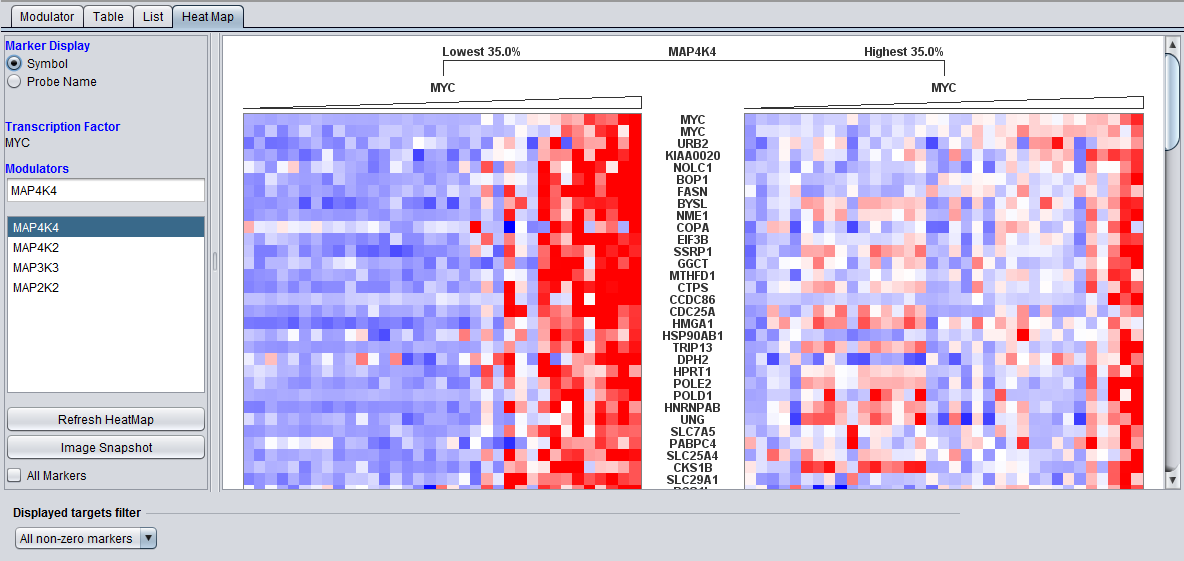 Modulator Table List Heat Map
Marker Display
Symbol
Probe Name
Transcription Factor
MYC
Modulators
MAP4K4
MAP4K4
MAP4K2
MAP3K3
MAP2K2
Refresh HeatMap
Image Snapshot
All Markers
Lowest 35.0% MAP4K4 Highest 35.0%
MYC MYC
MYC
MYC
URB2
KIAA0020
NOLC1
BOP1
FASN
BYSL
NME1
COPA
EIF3B
SSRP1
GGCT
MTHFD1
CTPS
CCDC86
CDC25A
HMGA1
HSP90AB1
TRIP13
DPH2
HPRT1
POLE2
POLD1
HNRNPAB
UNG
SLC7A5
PABPC4
SLC25A4
CKS1B
SLC29A1
Displayed targets filter
All non-zero markers